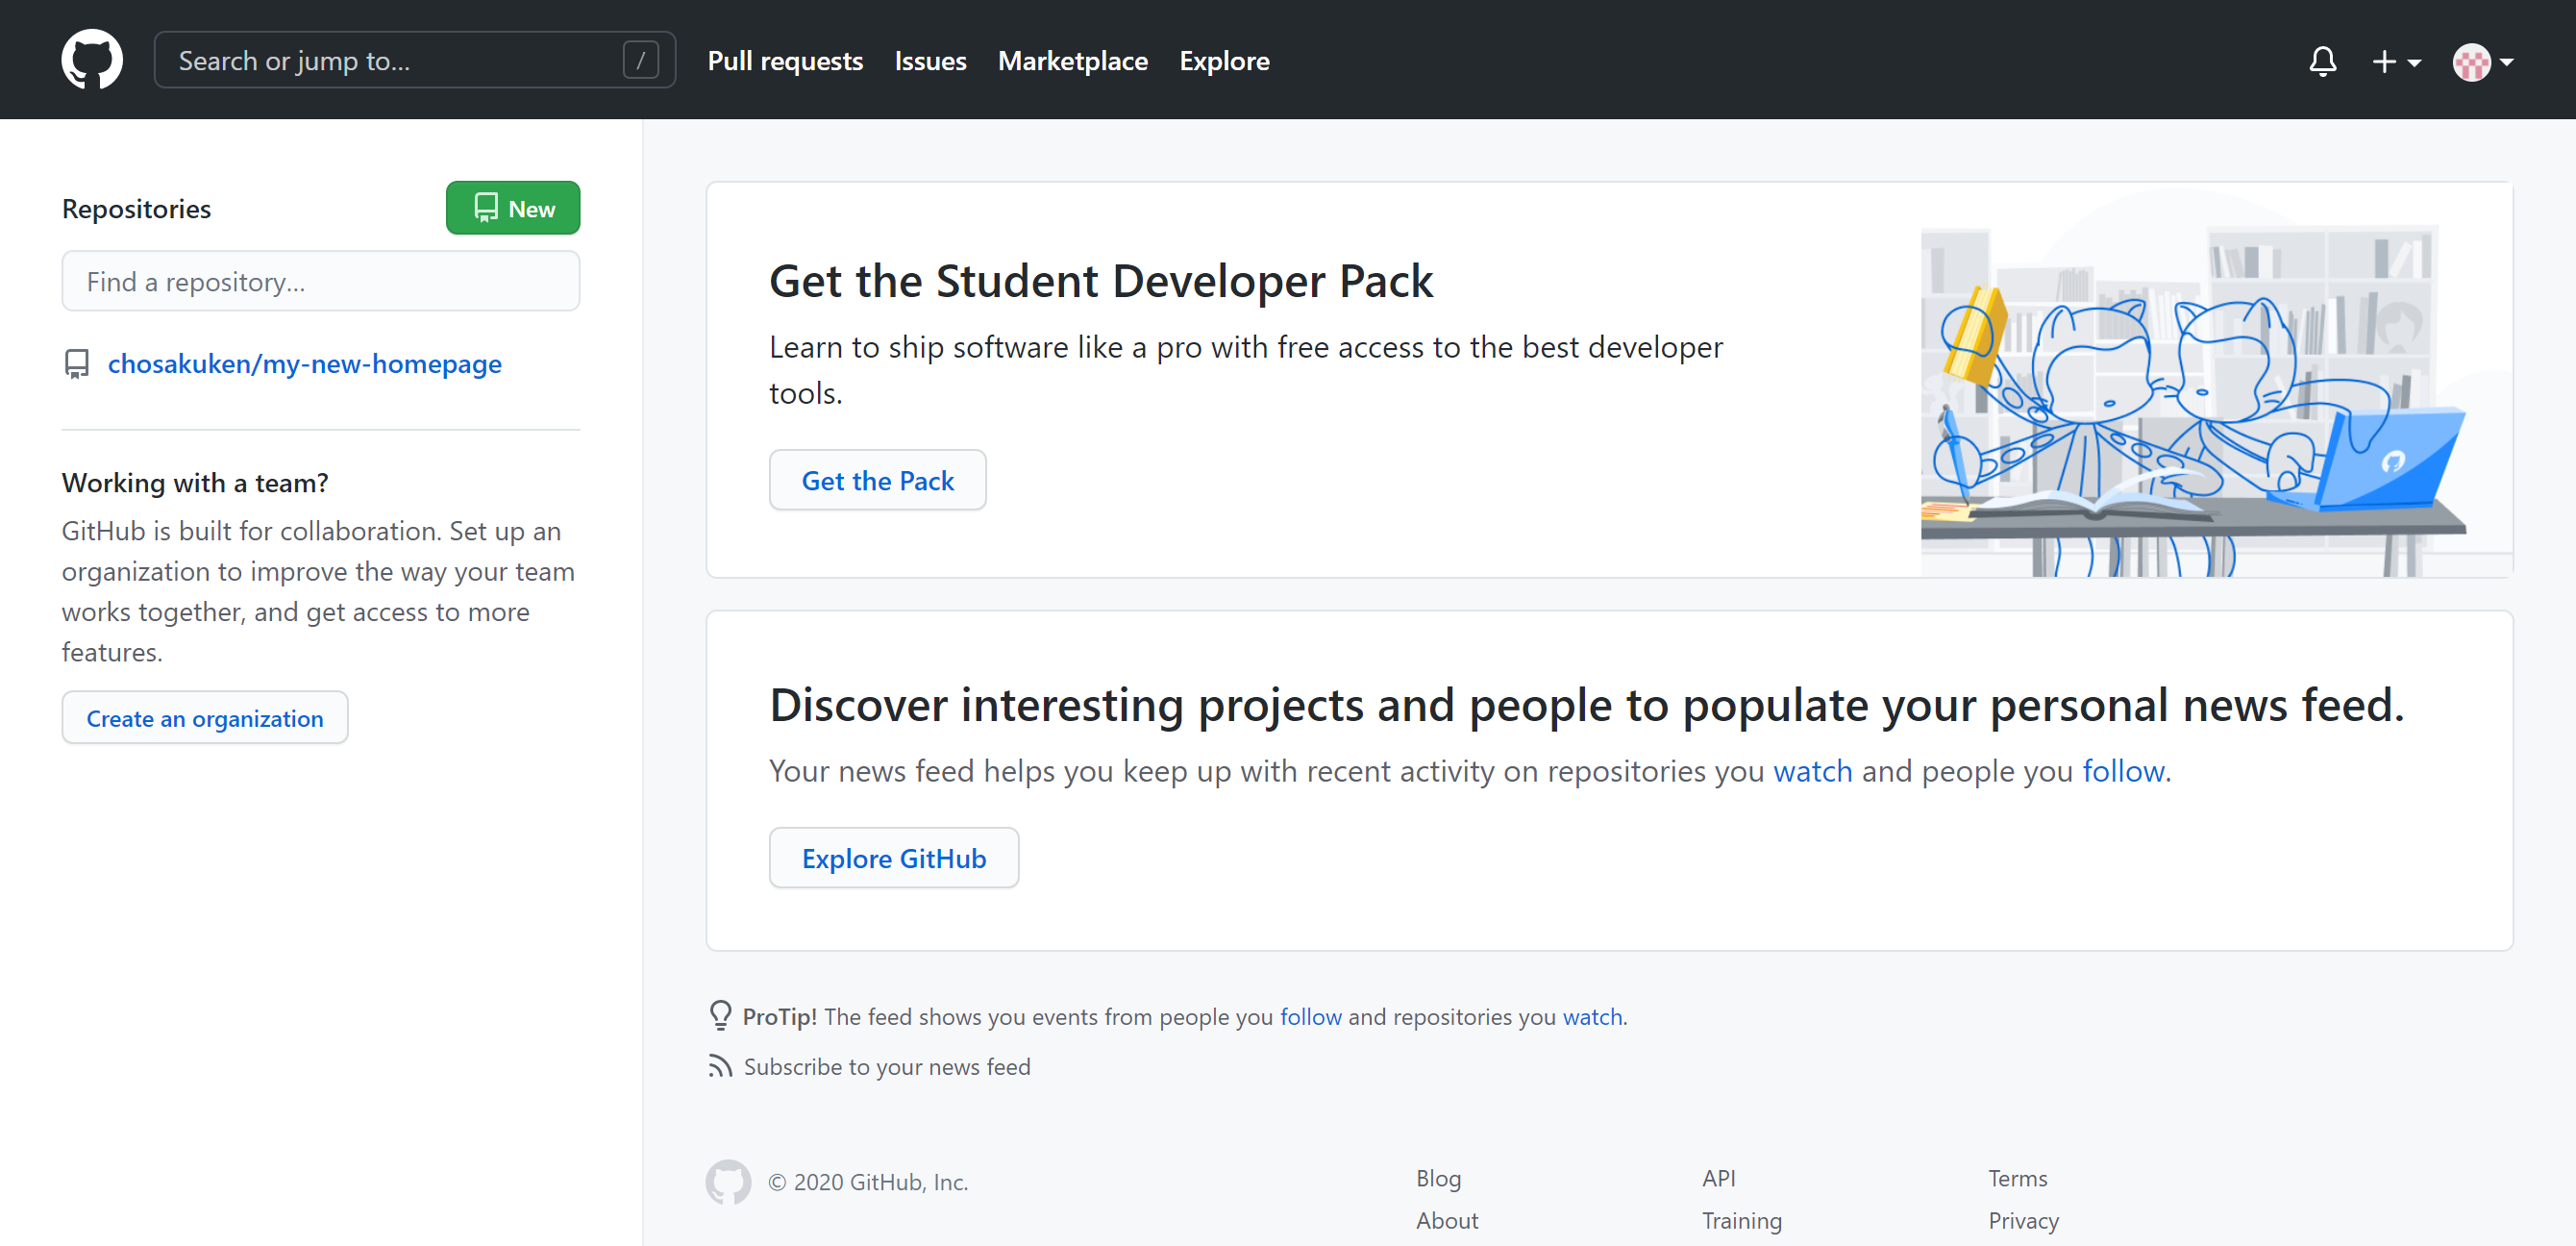 Search or jump to... /
Pull requests Issues Marketplace Explore
Repositories
New
Find a repository...
chosakuken/my-new-homepage
Working with a team?
GitHub is built for collaboration. Set up an
organization to improve the way your team
works together, and get access to more
features.
Create an organization
Get the Student Developer Pack
Learn to ship software like a pro with free access to the best developer
tools.
Get the Pack
Discover interesting projects and people to populate your personal news feed.
Your news feed helps you keep up with recent activity on repositories you watch and people you follow.
Explore GitHub
ProTip! The feed shows you events from people you follow and repositories you watch.
Subscribe to your news feed
© 2020 GitHub, Inc.
Blog
About
API
Training
Terms
Privacy